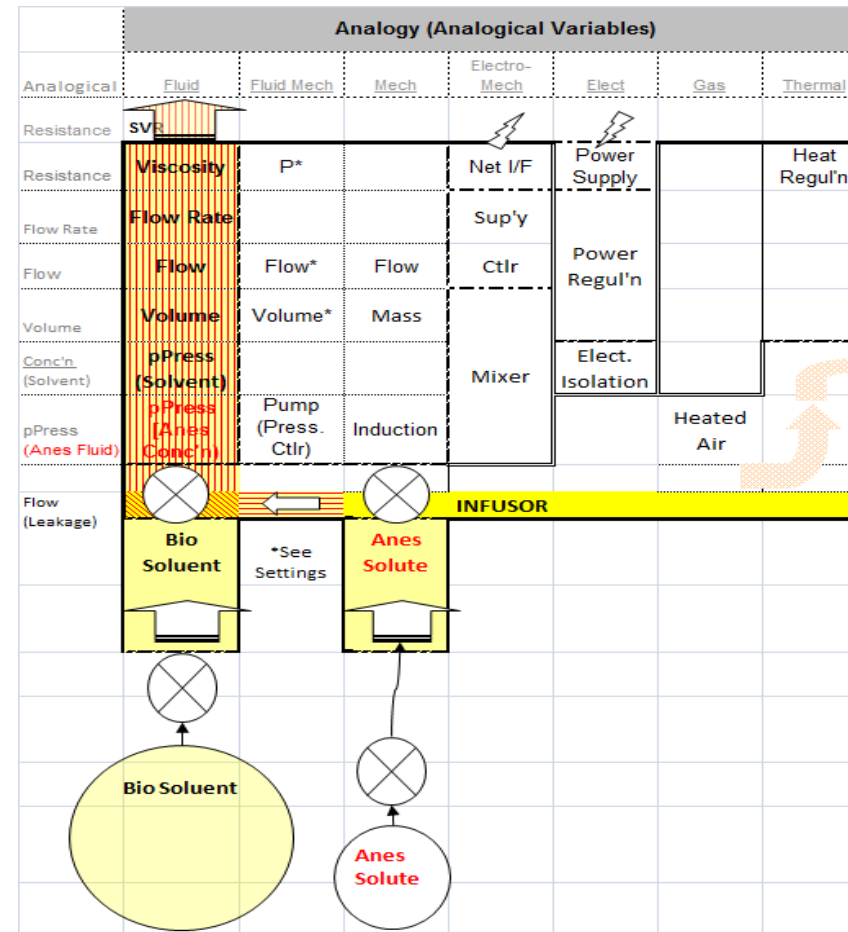 Analogy (Analogical Variables)
Analogical Fluid Fluid Mech Mech Electro-Mech Elect Gas Thermal
Resistance SVR
Resistance Viscosity P* Net I/F Power Supply Heat Regul'n
Flow Rate Flow Rate Sup'y
Flow Flow Flow* Flow Ctlr Power Regul'n
Volume Volume Volume* Mass
Conc'n (Solvent) pPress (Solvent) Mixer Elect. Isolation
pPress (Anes Fluid) pPress [Anes Conc'n) Pump (Press. Ctlr) Induction Heated Air
Flow (Leakage) INFUSOR
Bio Soluent *See Settings Anes Solute
Bio Soluent
Anes Solute